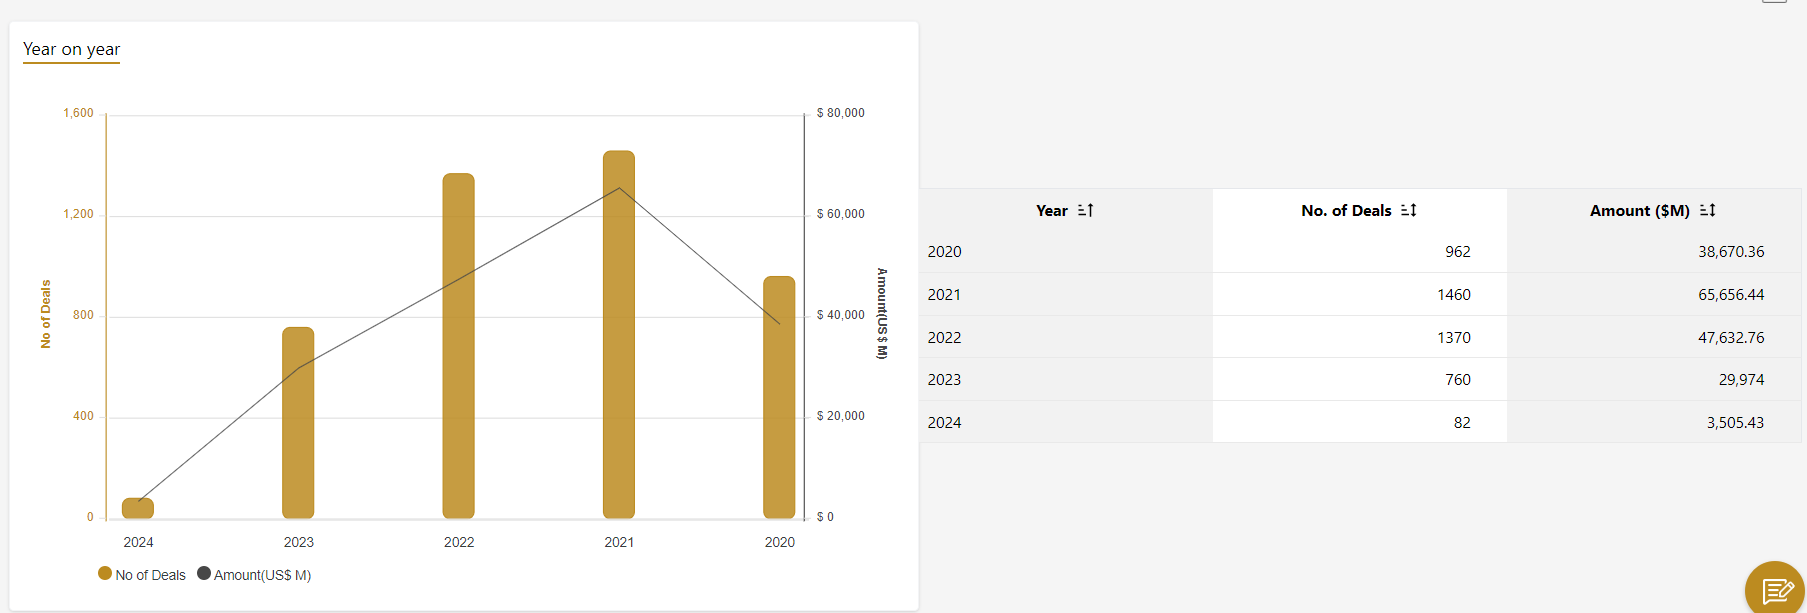 Year on year
1,600
1,200
800
400
0
No of Deals
$ 80,000
$ 60,000
$ 40,000
$ 20,000
$ 0
Amount(US$ M)
2024 2023 2022 2021 2020
No of Deals Amount(US$ M)
Year No. of Deals Amount ($M)
2020 962 38,670.36
2021 1460 65,656.44
2022 1370 47,632.76
2023 760 29,974
2024 82 3,505.43